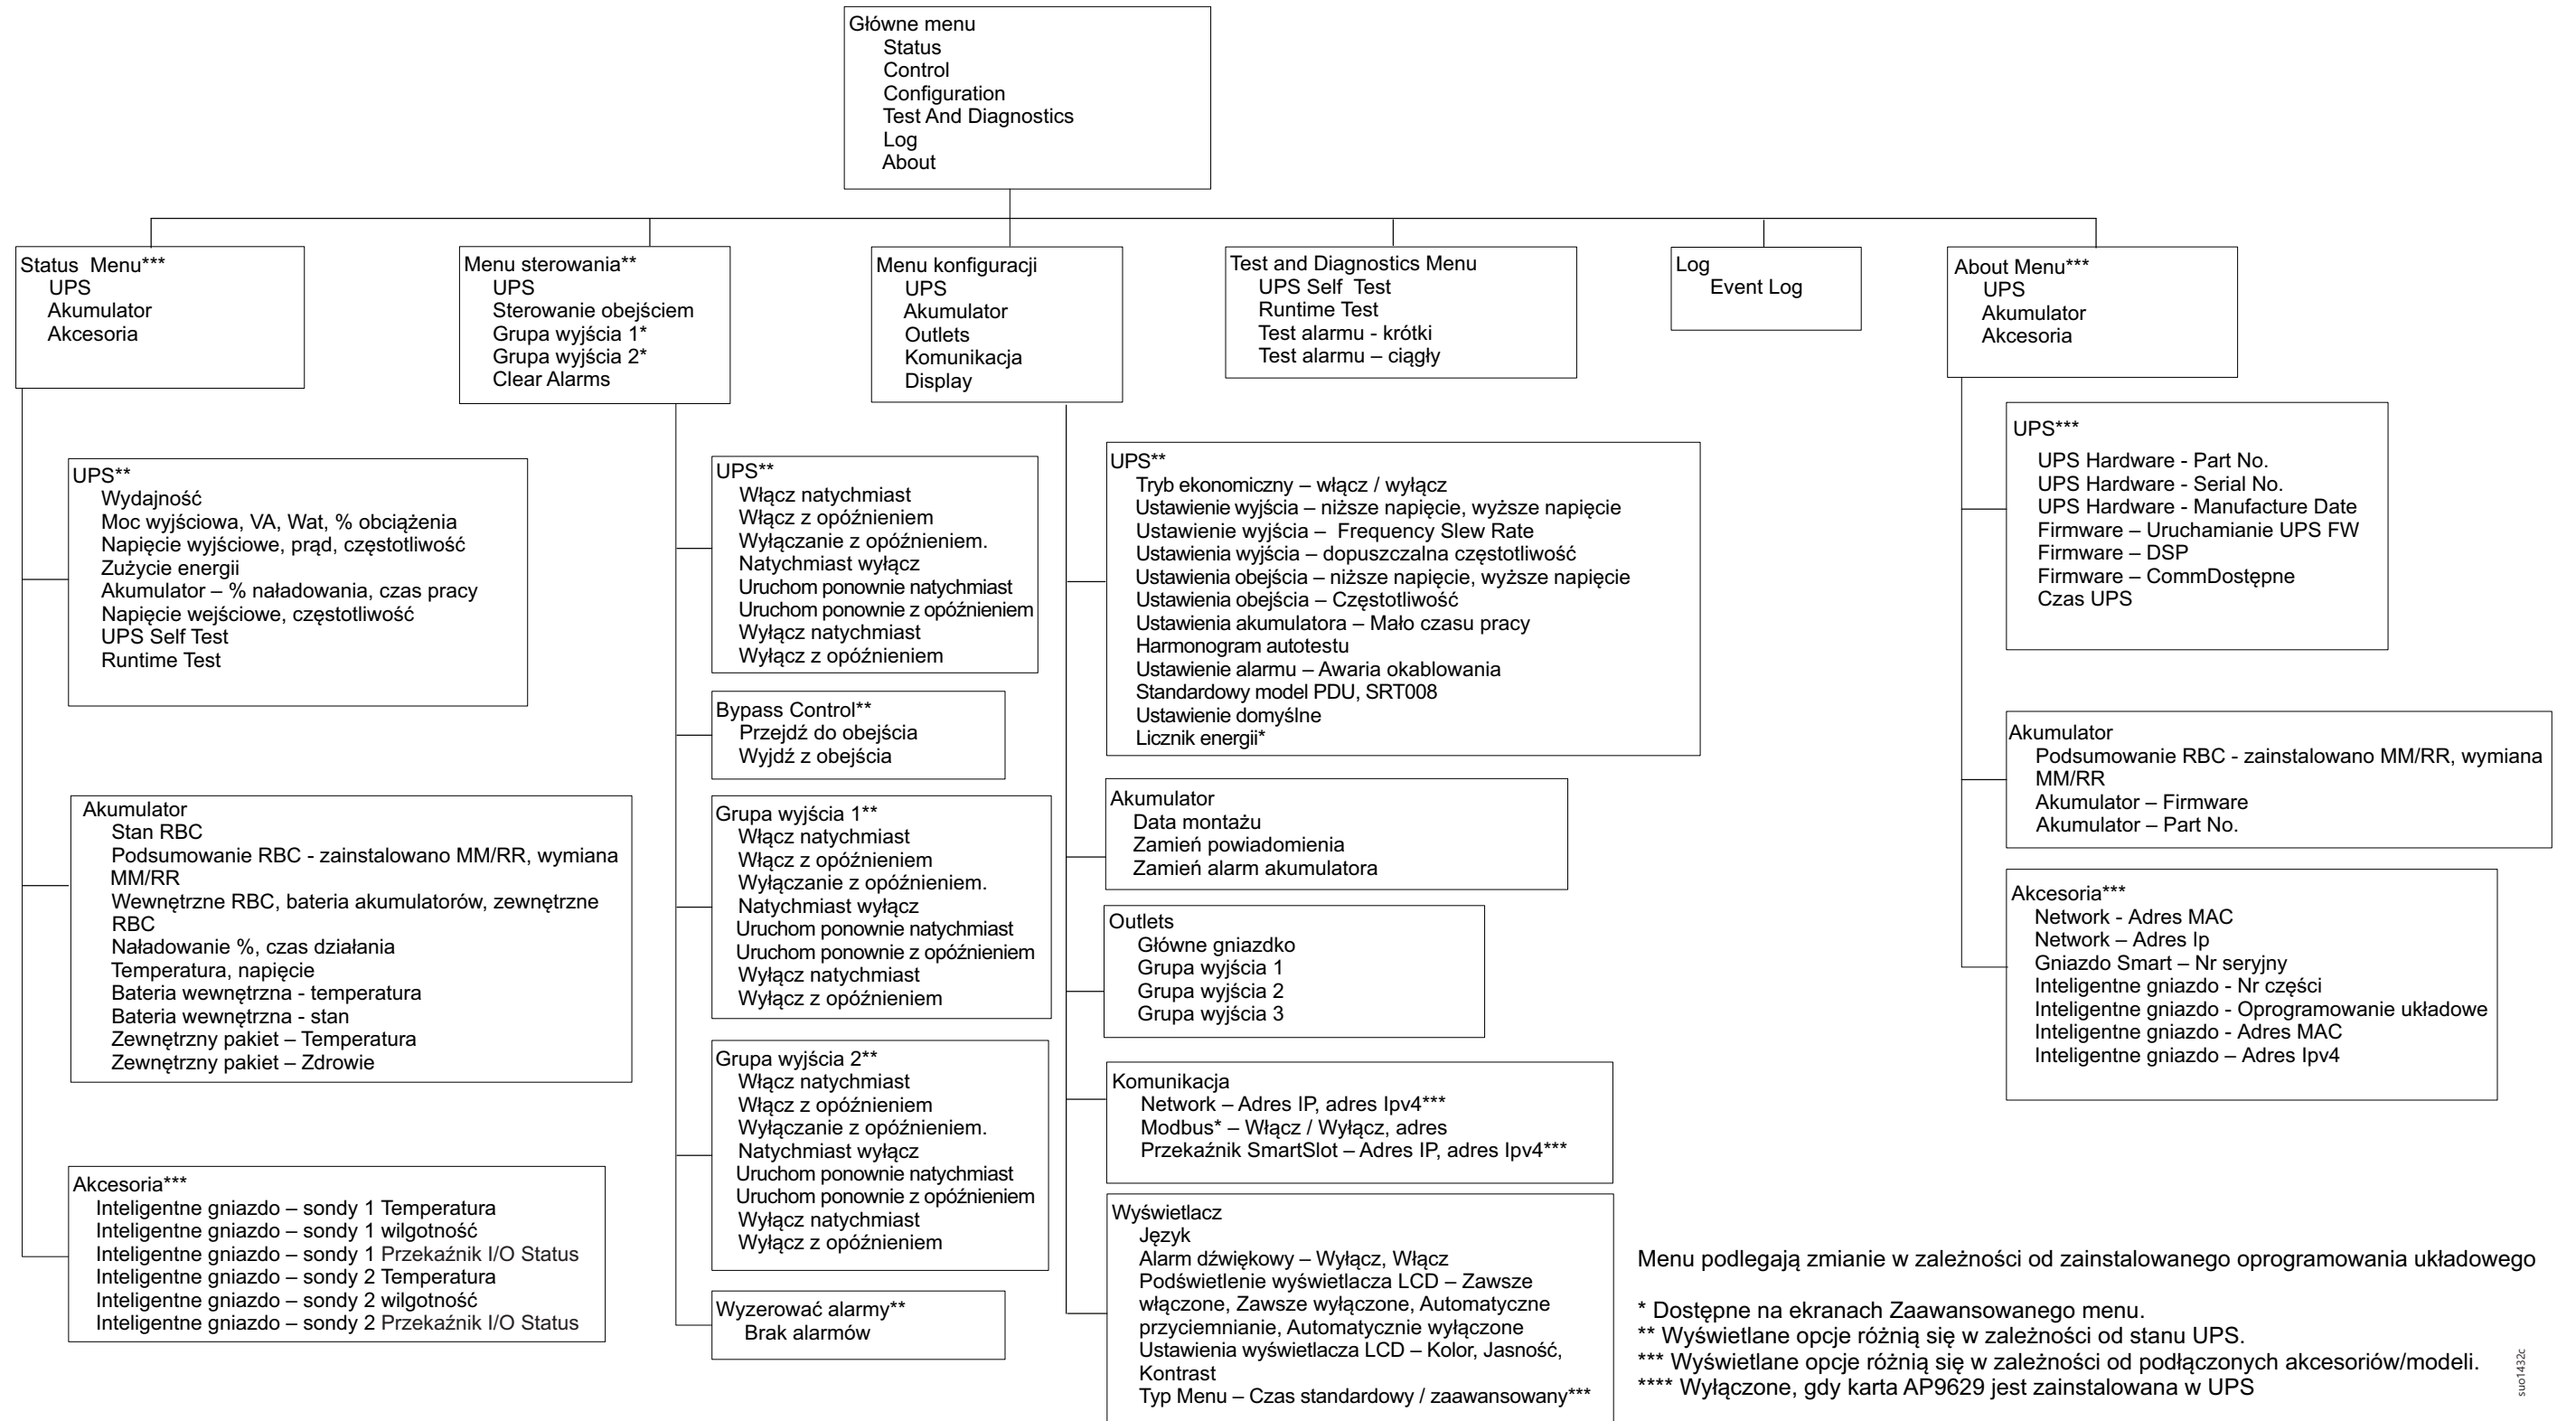 Główne menu
Status
Control
Configuration
Test And Diagnostics
Log
About
Status Menu***
UPS
Akumulator
Akcesoria
UPS**
Wydajność
Moc wyjściowa, VA, Wat, % obciążenia
Napięcie wyjściowe, prąd, częstotliwość
Zużycie energii
Akumulator – % naładowania, czas pracy
Napięcie wejściowe, częstotliwość
UPS Self Test
Runtime Test
Akumulator
Stan RBC
Podsumowanie RBC - zainstalowano MM/RR, wymiana
MM/RR
Wewnętrzne RBC, bateria akumulatorów, zewnętrzne
RBC
Naładowanie %, czas działania
Temperatura, napięcie
Bateria wewnętrzna - temperatura
Bateria wewnętrzna - stan
Zewnętrzny pakiet – Temperatura
Zewnętrzny pakiet – Zdrowie
Akcesoria***
Inteligentne gniazdo – sondy 1 Temperatura
Inteligentne gniazdo – sondy 1 wilgotność
Inteligentne gniazdo – sondy 1 Przekaźnik I/O Status
Inteligentne gniazdo – sondy 2 Temperatura
Inteligentne gniazdo – sondy 2 wilgotność
Inteligentne gniazdo – sondy 2 Przekaźnik I/O Status
Menu sterowania**
UPS
Sterowanie obejściem
Grupa wyjścia 1*
Grupa wyjścia 2*
Clear Alarms
UPS**
Włącz natychmiast
Włącz z opóźnieniem
Wyłączanie z opóźnieniem.
Natychmiast wyłącz
Uruchom ponownie natychmiast
Uruchom ponownie z opóźnieniem
Wyłącz natychmiast
Wyłącz z opóźnieniem
Bypass Control**
Przejdź do obejścia
Wyjdź z obejścia
Grupa wyjścia 1**
Włącz natychmiast
Włącz z opóźnieniem
Wyłączanie z opóźnieniem.
Natychmiast wyłącz
Uruchom ponownie natychmiast
Uruchom ponownie z opóźnieniem
Wyłącz natychmiast
Wyłącz z opóźnieniem
Grupa wyjścia 2**
Włącz natychmiast
Włącz z opóźnieniem
Wyłączanie z opóźnieniem.
Natychmiast wyłącz
Uruchom ponownie natychmiast
Uruchom ponownie z opóźnieniem
Wyłącz natychmiast
Wyłącz z opóźnieniem
Wyzerować alarmy**
Brak alarmów
Menu konfiguracji
UPS
Akumulator
Outlets
Komunikacja
Display
UPS**
Tryb ekonomiczny – włącz / wyłącz
Ustawienie wyjścia – niższe napięcie, wyższe napięcie
Ustawienie wyjścia – Frequency Slew Rate
Ustawienia wyjścia – dopuszczalna częstotliwość
Ustawienia obejścia – niższe napięcie, wyższe napięcie
Ustawienia obejścia – Częstotliwość
Ustawienia akumulatora – Mało czasu pracy
Harmonogram autotestu
Ustawienie alarmu – Awaria okablowania
Standardowy model PDU, SRT008
Ustawienie domyślne
Licznik energii*
Akumulator
Data montażu
Zamień powiadomienia
Zamień alarm akumulatora
Outlets
Główne gniazdko
Grupa wyjścia 1
Grupa wyjścia 2
Grupa wyjścia 3
Komunikacja
Network – Adres IP, adres Ipv4***
Modbus* – Włącz / Wyłącz, adres
Przekaźnik SmartSlot – Adres IP, adres Ipv4***
Wyświetlacz
Język
Alarm dźwiękowy – Wyłącz, Włącz
Podświetlenie wyświetlacza LCD – Zawsze
włączone, Zawsze wyłączone, Automatyczne
przyciemnianie, Automatycznie wyłączone
Ustawienia wyświetlacza LCD – Kolor, Jasność,
Kontrast
Typ Menu – Czas standardowy / zaawansowany***
Test and Diagnostics Menu
UPS Self Test
Runtime Test
Test alarmu - krótki
Test alarmu – ciągły
Log
Event Log
About Menu***
UPS
Akumulator
Akcesoria
UPS***
UPS Hardware - Part No.
UPS Hardware - Serial No.
UPS Hardware - Manufacture Date
Firmware – Uruchamianie UPS FW
Firmware – DSP
Firmware – CommDostępne
Czas UPS
Akumulator
Podsumowanie RBC - zainstalowano MM/RR, wymiana
MM/RR
Akumulator – Firmware
Akumulator – Part No.
Akcesoria***
Network - Adres MAC
Network – Adres Ip
Gniazdo Smart – Nr seryjny
Inteligentne gniazdo - Nr części
Inteligentne gniazdo - Oprogramowanie układowe
Inteligentne gniazdo - Adres MAC
Inteligentne gniazdo – Adres Ipv4
Menu podlegają zmianie w zależności od zainstalowanego oprogramowania układowego
* Dostępne na ekranach Zaawansowanego menu.
** Wyświetlane opcje różnią się w zależności od stanu UPS.
*** Wyświetlane opcje różnią się w zależności od podłączonych akcesoriów/modeli.
**** Wyłączone, gdy karta AP9629 jest zainstalowana w UPS
suo1432c